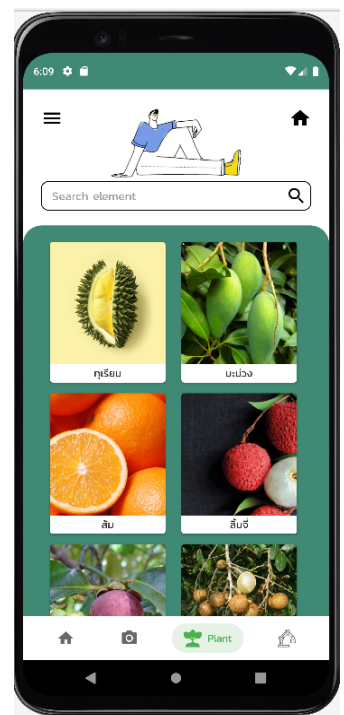 6:09
Search element
ทุเรียน
มะม่วง
ส้ม
ลิ้นจี่
Plant